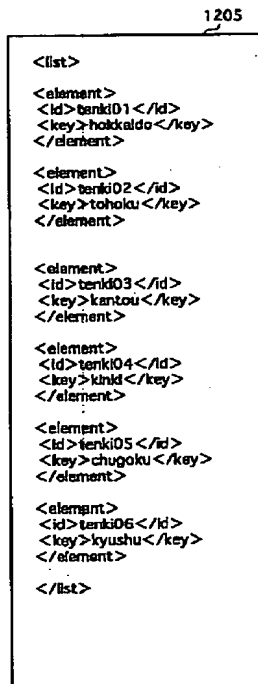 1205
<list>
<element>
<id>tenki01</id>
<key>hokkaido</key>
</element>
<element>
<id>tenki02</id>
<key>tohoku</key>
</element>
<element>
<id>tenki03</id>
<key>kantou</key>
</element>
<element>
<id>tenki04</id>
<key>kinki</key>
</element>
<element>
<id>tenki05</id>
<key>chugoku</key>
</element>
<element>
<id>tenki06</id>
<key>kyushu</key>
</element>
</list>